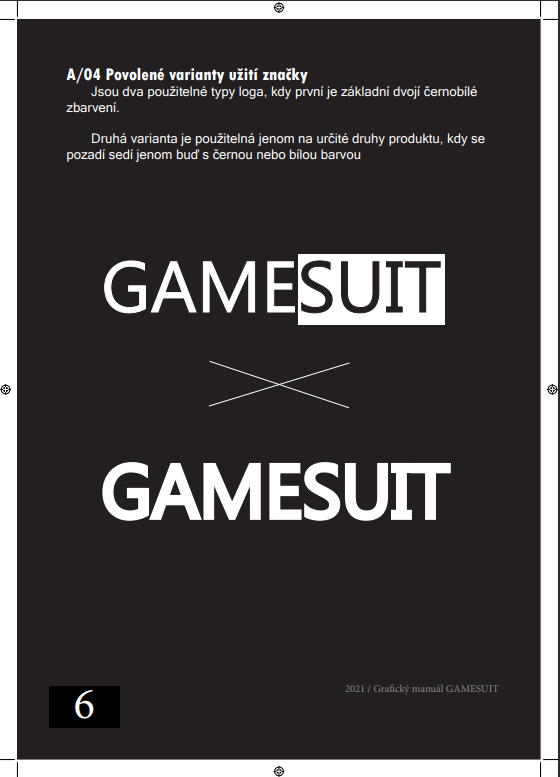 A/04 Povolené varianty užití značky
Jsou dva použitelné typy loga, kdy první je základní dvojí černobílé
zbarvení.
Druhá varianta je použitelná jenom na určité druhy produktu, kdy se
pozadí sedí jenom buď s černou nebo bílou barvou
GAMESUIT
GAMESUIT
2021 / Grafický manuál GAMESUIT
6